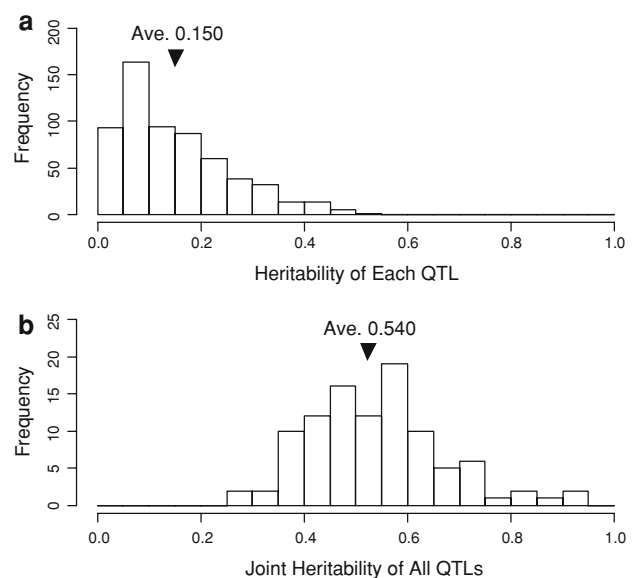 a
Ave. 0.150
Frequency
200
150
100
50
0
0.0 0.2 0.4 0.6 0.8 1.0
Heritability of Each QTL
b
Ave. 0.540
Frequency
25
20
15
10
5
0
0.0 0.2 0.4 0.6 0.8 1.0
Joint Heritability of All QTLs